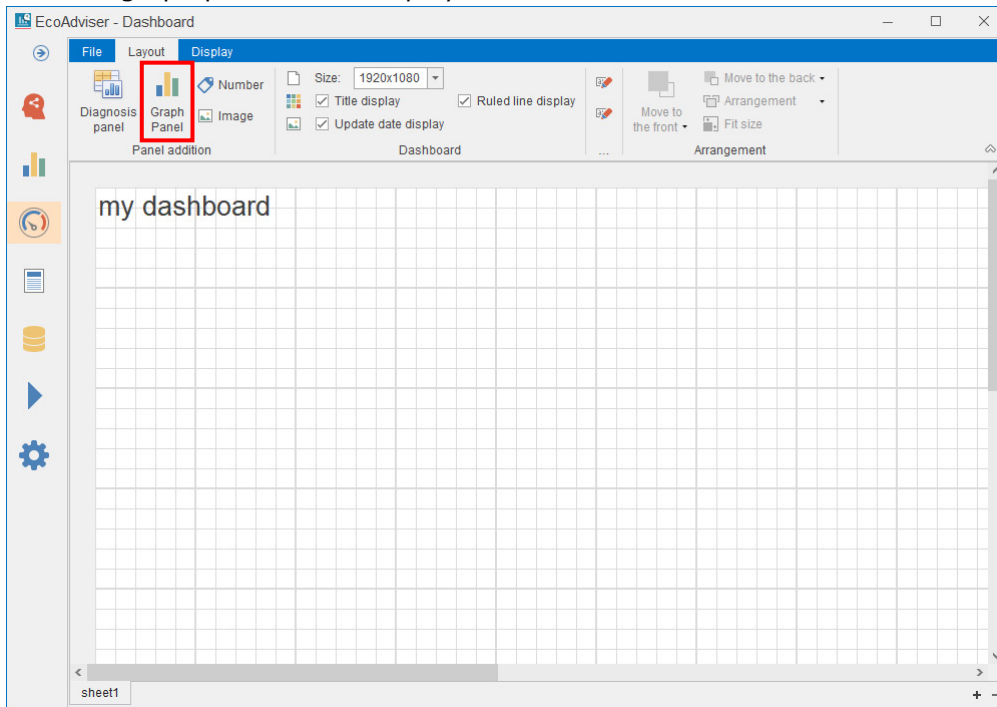 EcoAdviser - Dashboard
File Layout Display
Diagnosis panel
Graph Panel
Number
Image
Panel addition
Size: 1920x1080
Title display
Ruled line display
Update date display
Dashboard
...
Move to the front
Move to the back
Arrangement
Fit size
Arrangement
my dashboard
sheet1